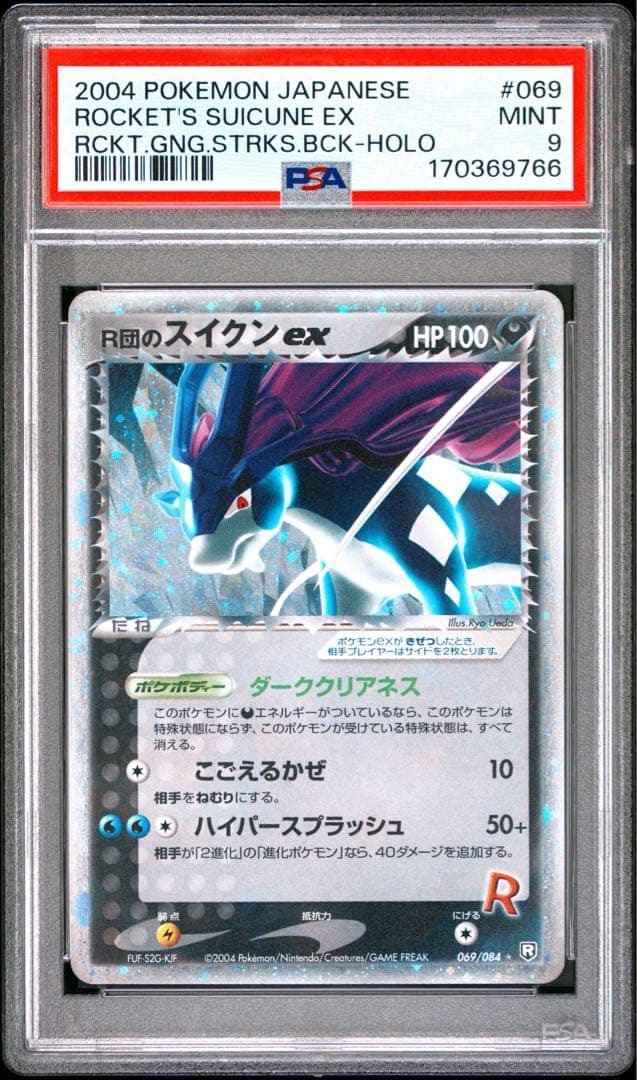 2004 POKEMON JAPANESE #069
ROCKET'S SUICUNE EX MINT
RCKT.GNG.STRKS.BCK-HOLO 9
PSA 170369766
R団のスイクンex HP100
たね
Illus.Ryo Ueda
ポケモンexがきぜつしたとき、
相手プレイヤーはサイドを2枚とります。
ポケボディー ダーククリアネス
このポケモンにエネルギーがついているなら、このポケモンは
特殊状態にならず、このポケモンが受けている特殊状態は、すべて
消える。
こごえるかぜ 10
相手をねむりにする。
ハイパースプラッシュ 50+
相手が「2進化」の「進化ポケモン」なら、40ダメージを追加する。
R
弱点 抵抗力 にげる
FUF-S2G-KJF ©2004 Pokémon/Nintendo/Creatures/GAME FREAK 069/084 ★ R
PSA